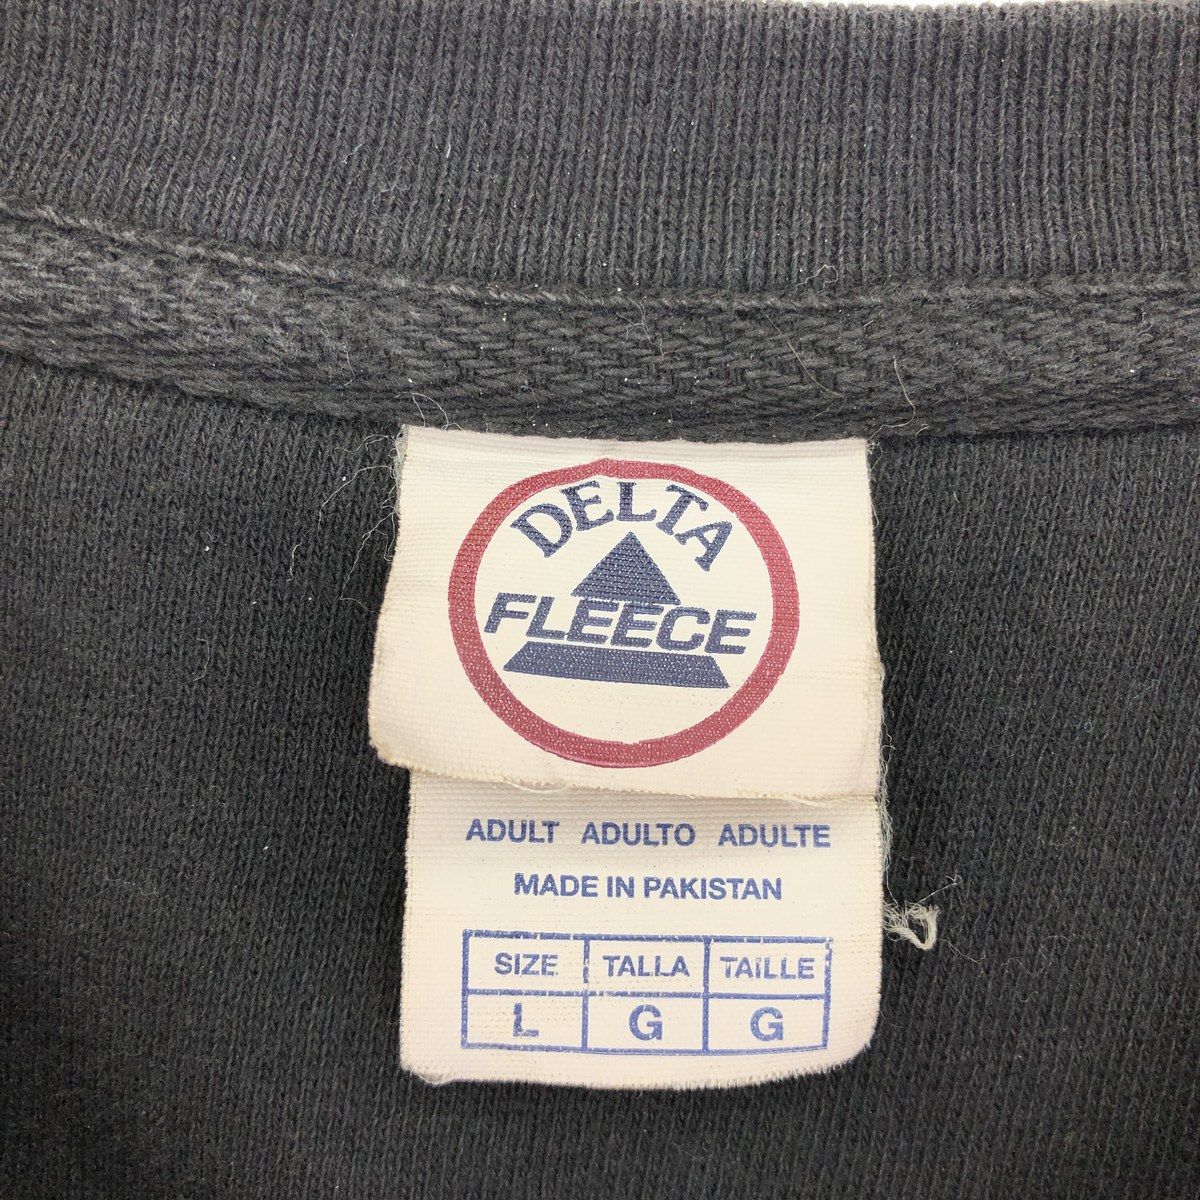 DELTA
FLEECE
ADULT ADULTO ADULTE
MADE IN PAKISTAN
SIZE TALLA TAILLE
L G G